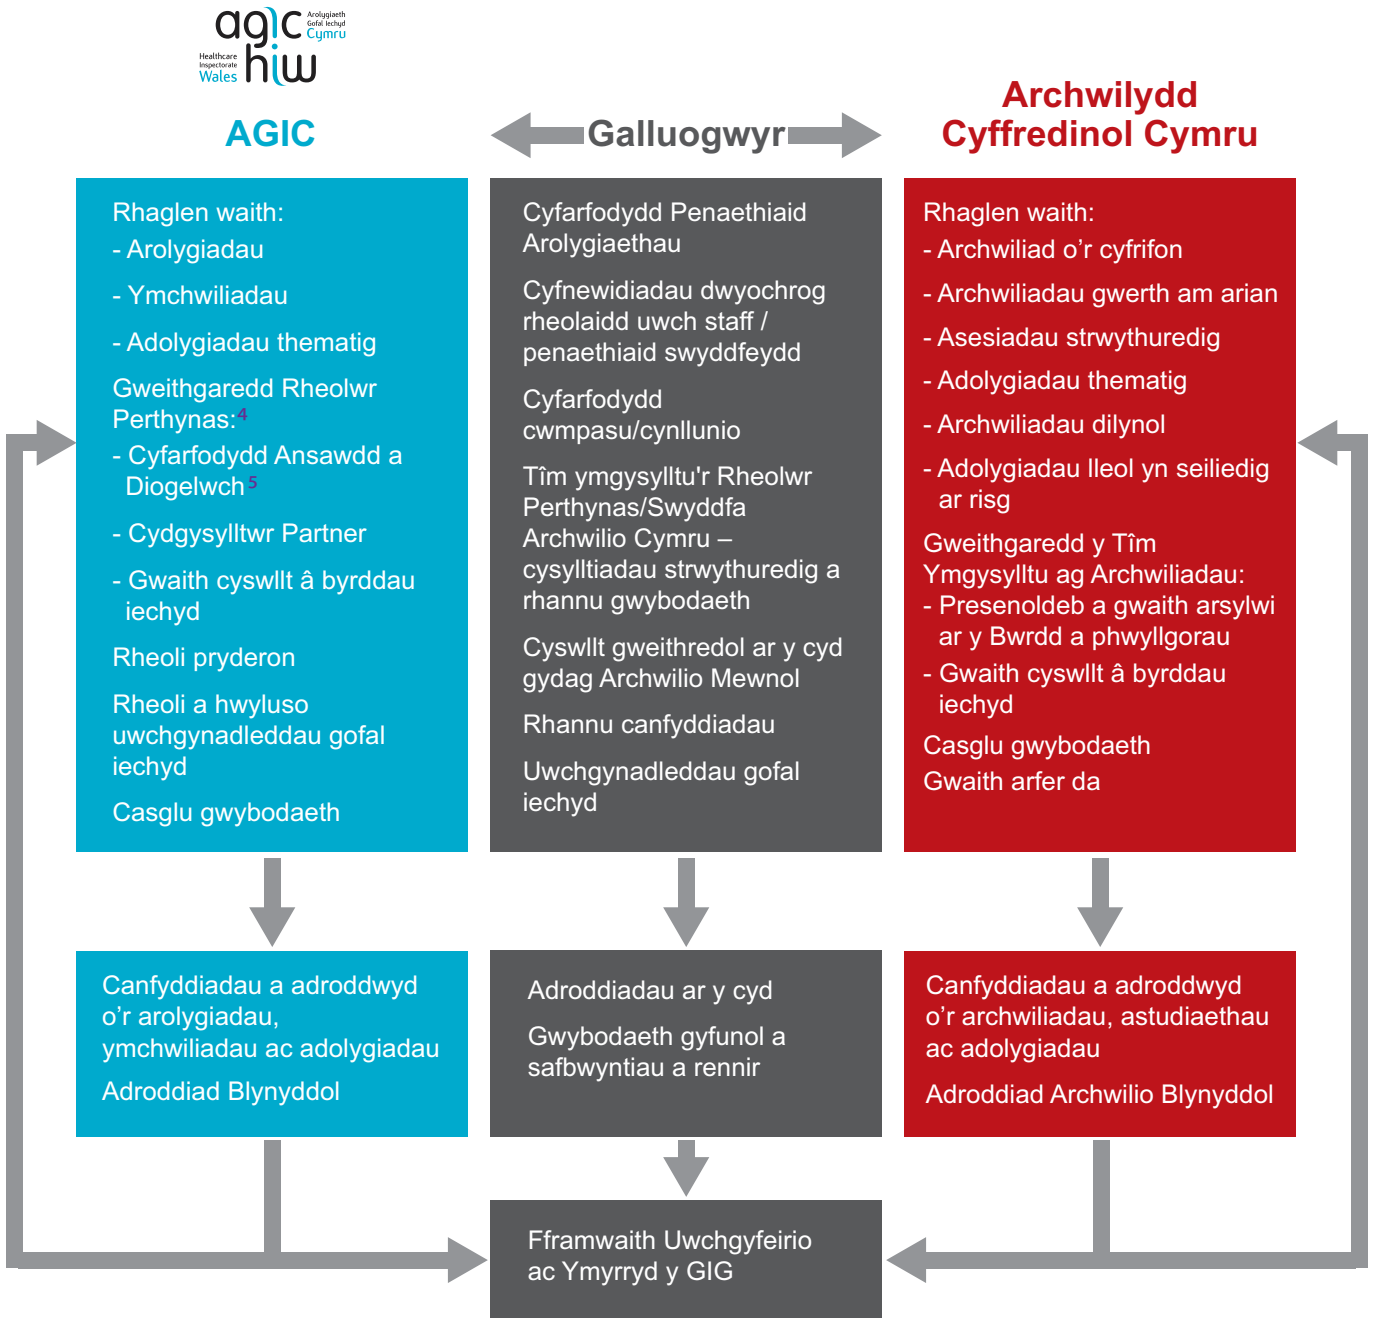 agic
Arolygiaeth
Gofal Iechyd
Cymru
Healthcare
Inspectorate
Wales
hiw
AGIC
Galluogwyr
Archwilydd
Cyffredinol Cymru
Rhaglen waith:
- Arolygiadau
- Ymchwiliadau
- Adolygiadau thematig
Gweithgaredd Rheolwr
Perthynas:4
- Cyfarfodydd Ansawdd a
Diogelwch5
- Cydgysylltwr Partner
- Gwaith cyswllt â byrddau
iechyd
Rheoli pryderon
Rheoli a hwyluso
uwchgynadleddau gofal
iechyd
Casglu gwybodaeth
Cyfarfodydd Penaethiaid
Arolygiaethau
Cyfnewidiadau dwyochrog
rheolaidd uwch staff /
penaethiaid swyddfeydd
Cyfarfodydd
cwmpasu/cynllunio
Tîm ymgysylltu'r Rheolwr
Perthynas/Swyddfa
Archwilio Cymru –
cysylltiadau strwythuredig a
rhannu gwybodaeth
Cyswllt gweithredol ar y cyd
gydag Archwilio Mewnol
Rhannu canfyddiadau
Uwchgynadleddau gofal
iechyd
Rhaglen waith:
- Archwiliad o’r cyfrifon
- Archwiliadau gwerth am arian
- Asesiadau strwythuredig
- Adolygiadau thematig
- Archwiliadau dilynol
- Adolygiadau lleol yn seiliedig
ar risg
Gweithgaredd y Tîm
Ymgysylltu ag Archwiliadau:
- Presenoldeb a gwaith arsylwi
ar y Bwrdd a phwyllgorau
- Gwaith cyswllt â byrddau
iechyd
Casglu gwybodaeth
Gwaith arfer da
Canfyddiadau a adroddwyd
o’r arolygiadau,
ymchwiliadau ac adolygiadau
Adroddiad Blynyddol
Adroddiadau ar y cyd
Gwybodaeth gyfunol a
safbwyntiau a rennir
Canfyddiadau a adroddwyd
o’r archwiliadau, astudiaethau
ac adolygiadau
Adroddiad Archwilio Blynyddol
Fframwaith Uwchgyfeirio
ac Ymyrryd y GIG